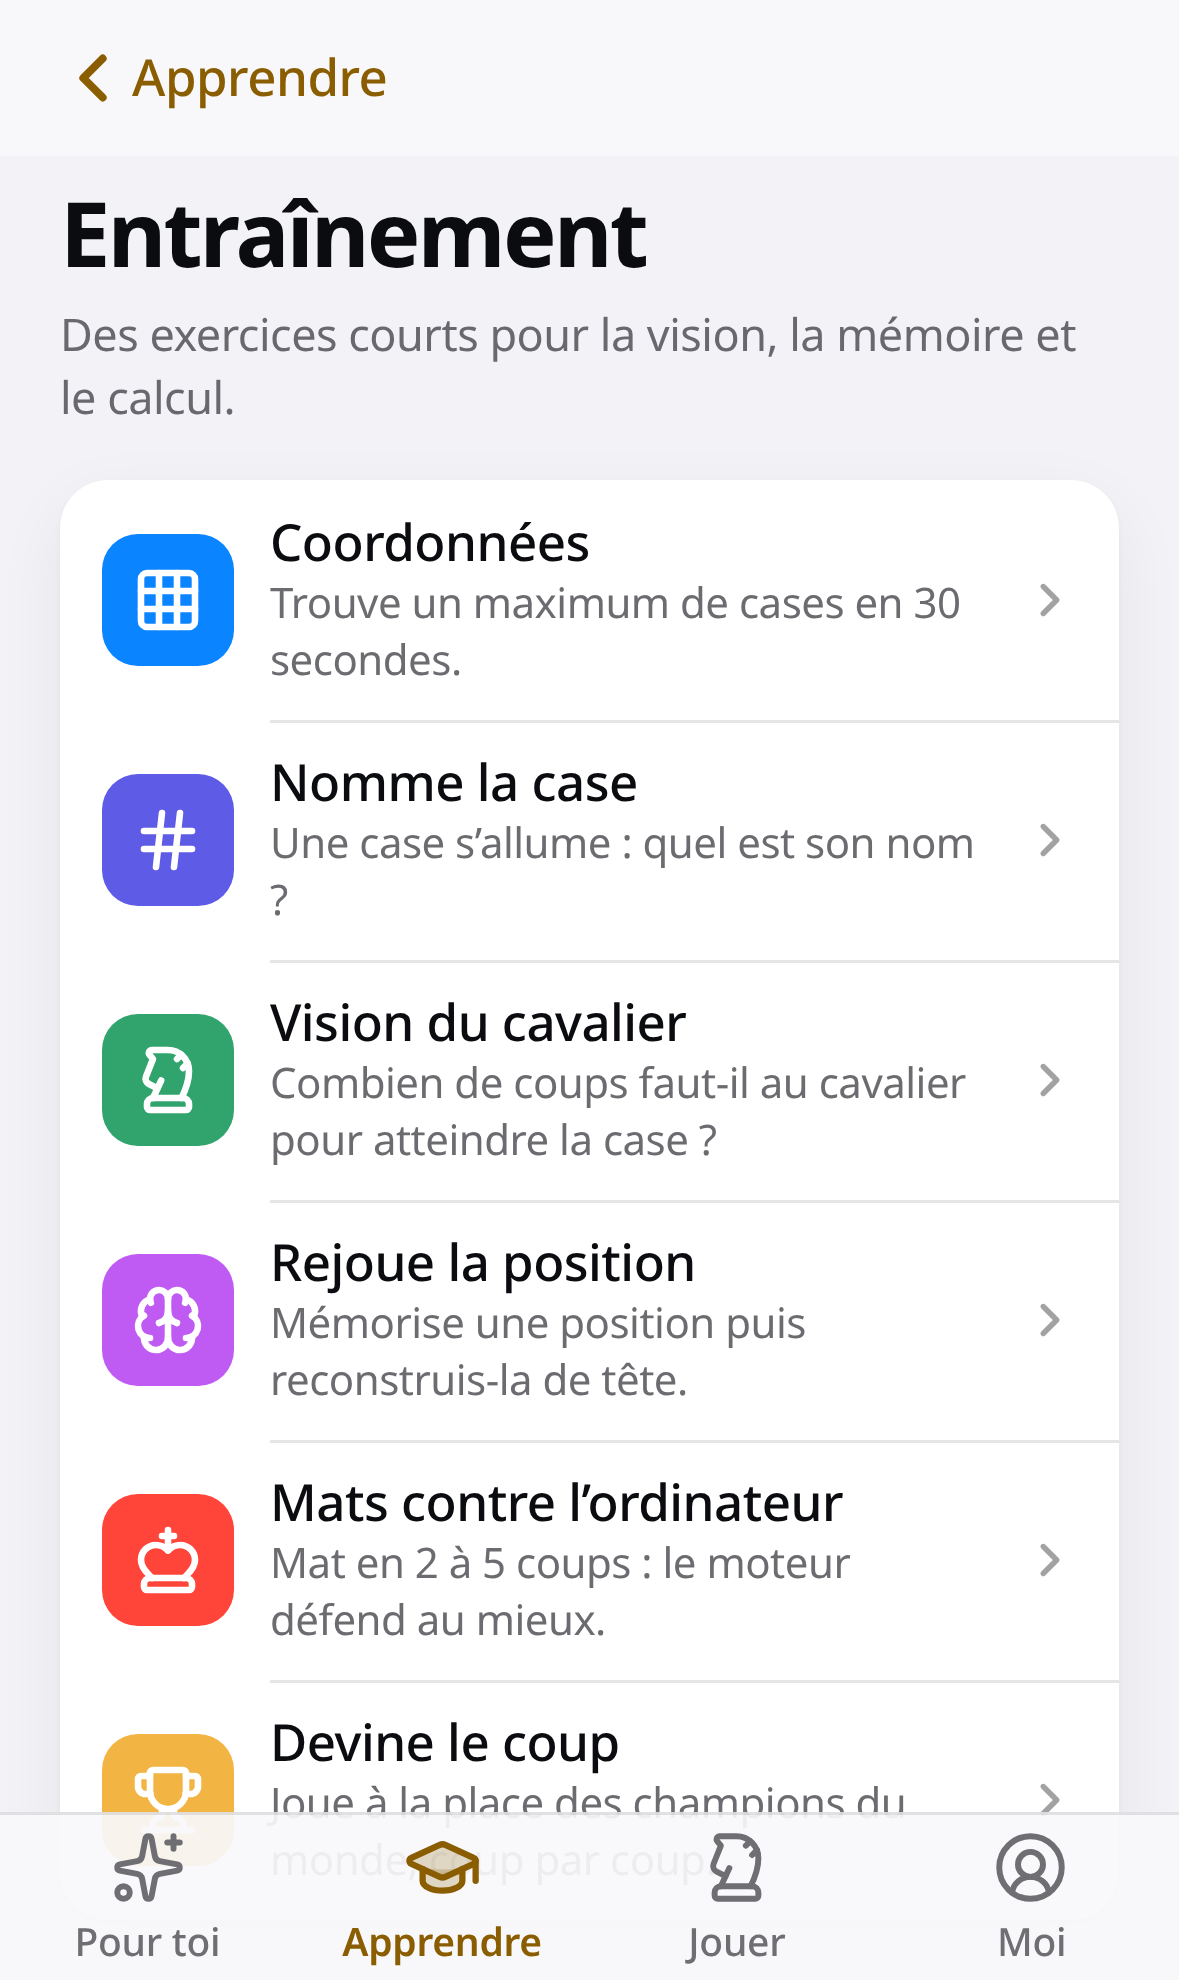 Apprendre
Entraînement
Des exercices courts pour la vision, la mémoire et
le calcul.
Coordonnées
Trouve un maximum de cases en 30
secondes.
Nomme la case
Une case s’allume : quel est son nom
?
Vision du cavalier
Combien de coups faut-il au cavalier
pour atteindre la case ?
Rejoue la position
Mémorise une position puis
reconstruis-la de tête.
Mats contre l’ordinateur
Mat en 2 à 5 coups : le moteur
défend au mieux.
Devine le coup
Joue à la place des champions du
monde, coup par coup
Pour toi
Apprendre
Jouer
Moi